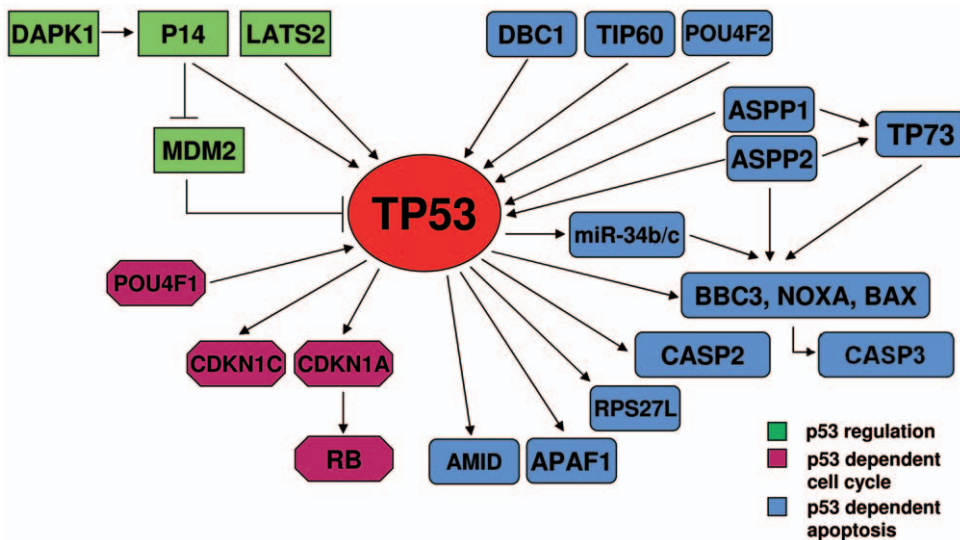 DAPK1
P14
LATS2
DBC1
TIP60
POU4F2
ASPP1
TP73
MDM2
ASPP2
TP53
miR-34b/c
POU4F1
BBC3, NOXA, BAX
CDKN1C
CDKN1A
CASP2
CASP3
RPS27L
RB
AMID
APAF1
p53 regulation
p53 dependent
cell cycle
p53 dependent
apoptosis